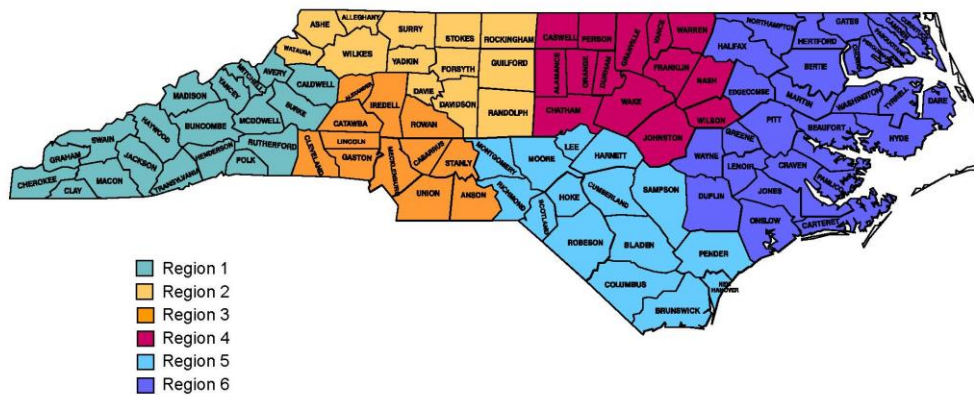 ASHE
ALLEGHANY
SURRY
STOKES
ROCKINGHAM
CASWELL
PERSON
GRANVILLE
VANCE
WARREN
NORTHAMPTON
GATES
CAMDEN
CURRITUCK
PASQUOTANK
HALIFAX
HERTFORD
WATAUGA
WILKES
YADKIN
FORSYTH
GUILFORD
ALAMANCE
ORANGE
DURHAM
FRANKLIN
NASH
BERTIE
CHOWAN
MITCHELL
AVERY
CALDWELL
ALEXANDER
IREDELL
DAVIE
DAVIDSON
RANDOLPH
CHATHAM
WAKE
EDGECOMBE
MARTIN
WASHINGTON
TYRRELL
DARE
MADISON
YANCEY
BURKE
CATAWBA
ROWAN
WILSON
PITT
BEAUFORT
HYDE
HAYWOOD
BUNCOMBE
MCDOWELL
LINCOLN
CABARRUS
STANLY
MONTGOMERY
MOORE
LEE
HARNETT
JOHNSTON
WAYNE
GREENE
SWAIN
GRAHAM
JACKSON
HENDERSON
RUTHERFORD
POLK
CLEVELAND
GASTON
MECKLENBURG
LENOIR
CRAVEN
PAMLICO
CHEROKEE
CLAY
MACON
TRANSYLVANIA
UNION
ANSON
RICHMOND
SCOTLAND
HOKE
CUMBERLAND
SAMPSON
DUPLIN
JONES
ONSLOW
CARTERET
ROBESON
BLADEN
PENDER
COLUMBUS
NEW
HANOVER
BRUNSWICK
Region 1
Region 2
Region 3
Region 4
Region 5
Region 6